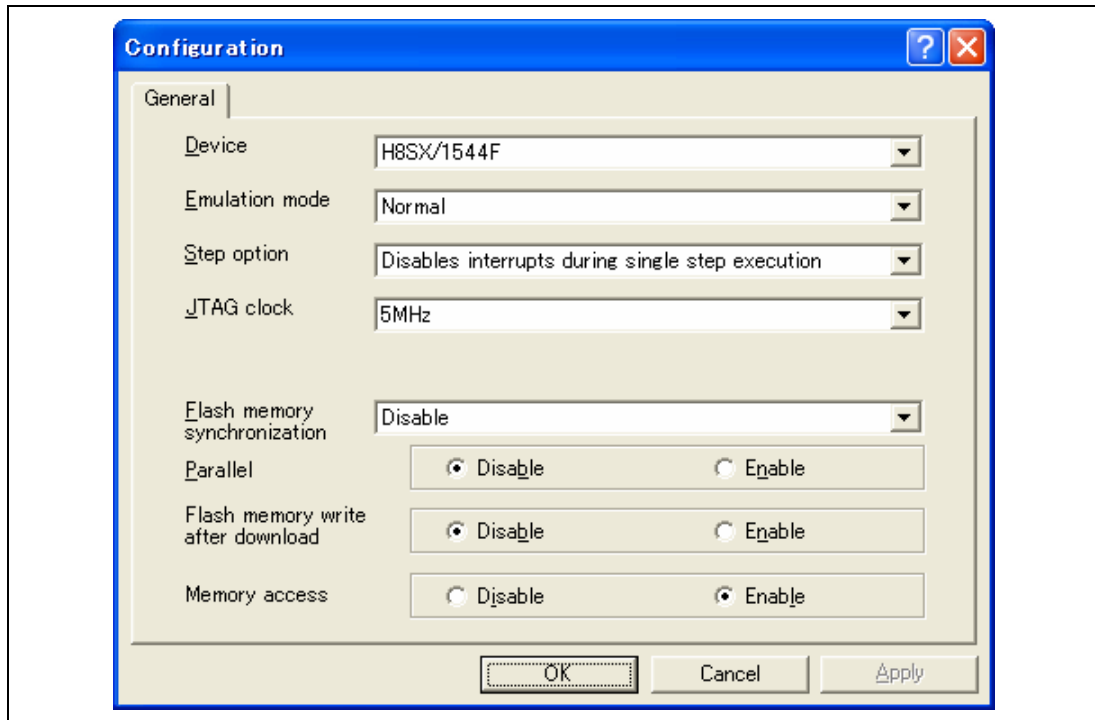 Configuration
General
Device
H8SX/1544F
Emulation mode
Normal
Step option
Disables interrupts during single step execution
JTAG clock
5MHz
Flash memory
synchronization
Disable
Parallel
Disable
Enable
Flash memory write
after download
Disable
Enable
Memory access
Disable
Enable
OK
Cancel
Apply